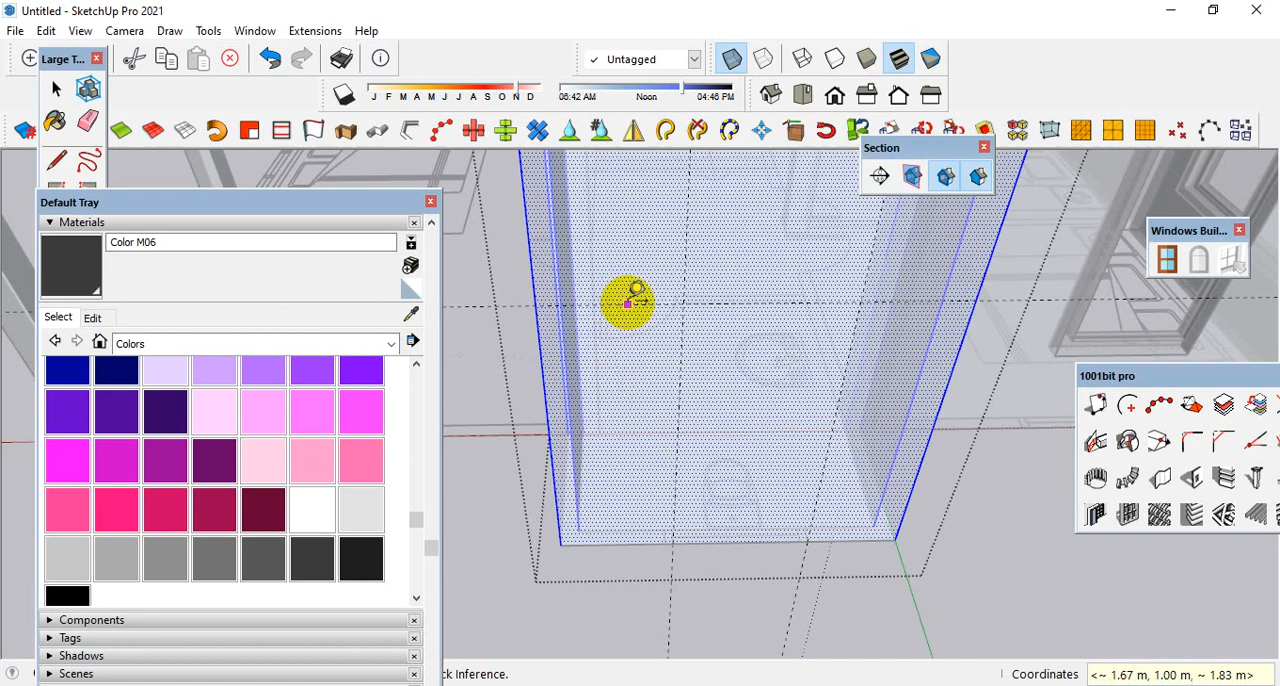 Untitled - SketchUp Pro 2021
File Edit View Camera Draw Tools Window Extensions Help
Large T...
Untagged
J F M A M J J A S O N D
06:42 AM Noon 04:46 PM
Section
Default Tray
Materials
Color M06
Windows Buil...
Select Edit
Colors
1001bit pro
Components
Tags
Shadows
Scenes
ck Inference.
Coordinates <~ 1.67 m, 1.00 m, ~ 1.83 m>